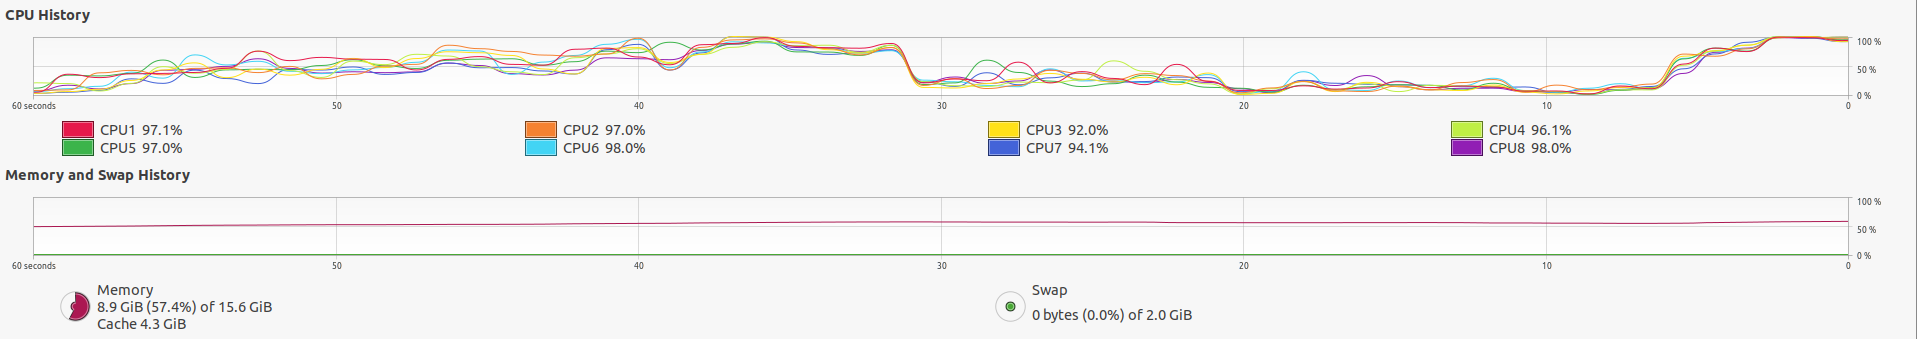 CPU History
100 %
50 %
0 %
60 seconds 50 40 30 20 10 0
CPU1 97.1% CPU2 97.0% CPU3 92.0% CPU4 96.1%
CPU5 97.0% CPU6 98.0% CPU7 94.1% CPU8 98.0%
Memory and Swap History
100 %
50 %
0 %
60 seconds 50 40 30 20 10 0
Memory
8.9 GiB (57.4%) of 15.6 GiB
Cache 4.3 GiB
Swap
0 bytes (0.0%) of 2.0 GiB